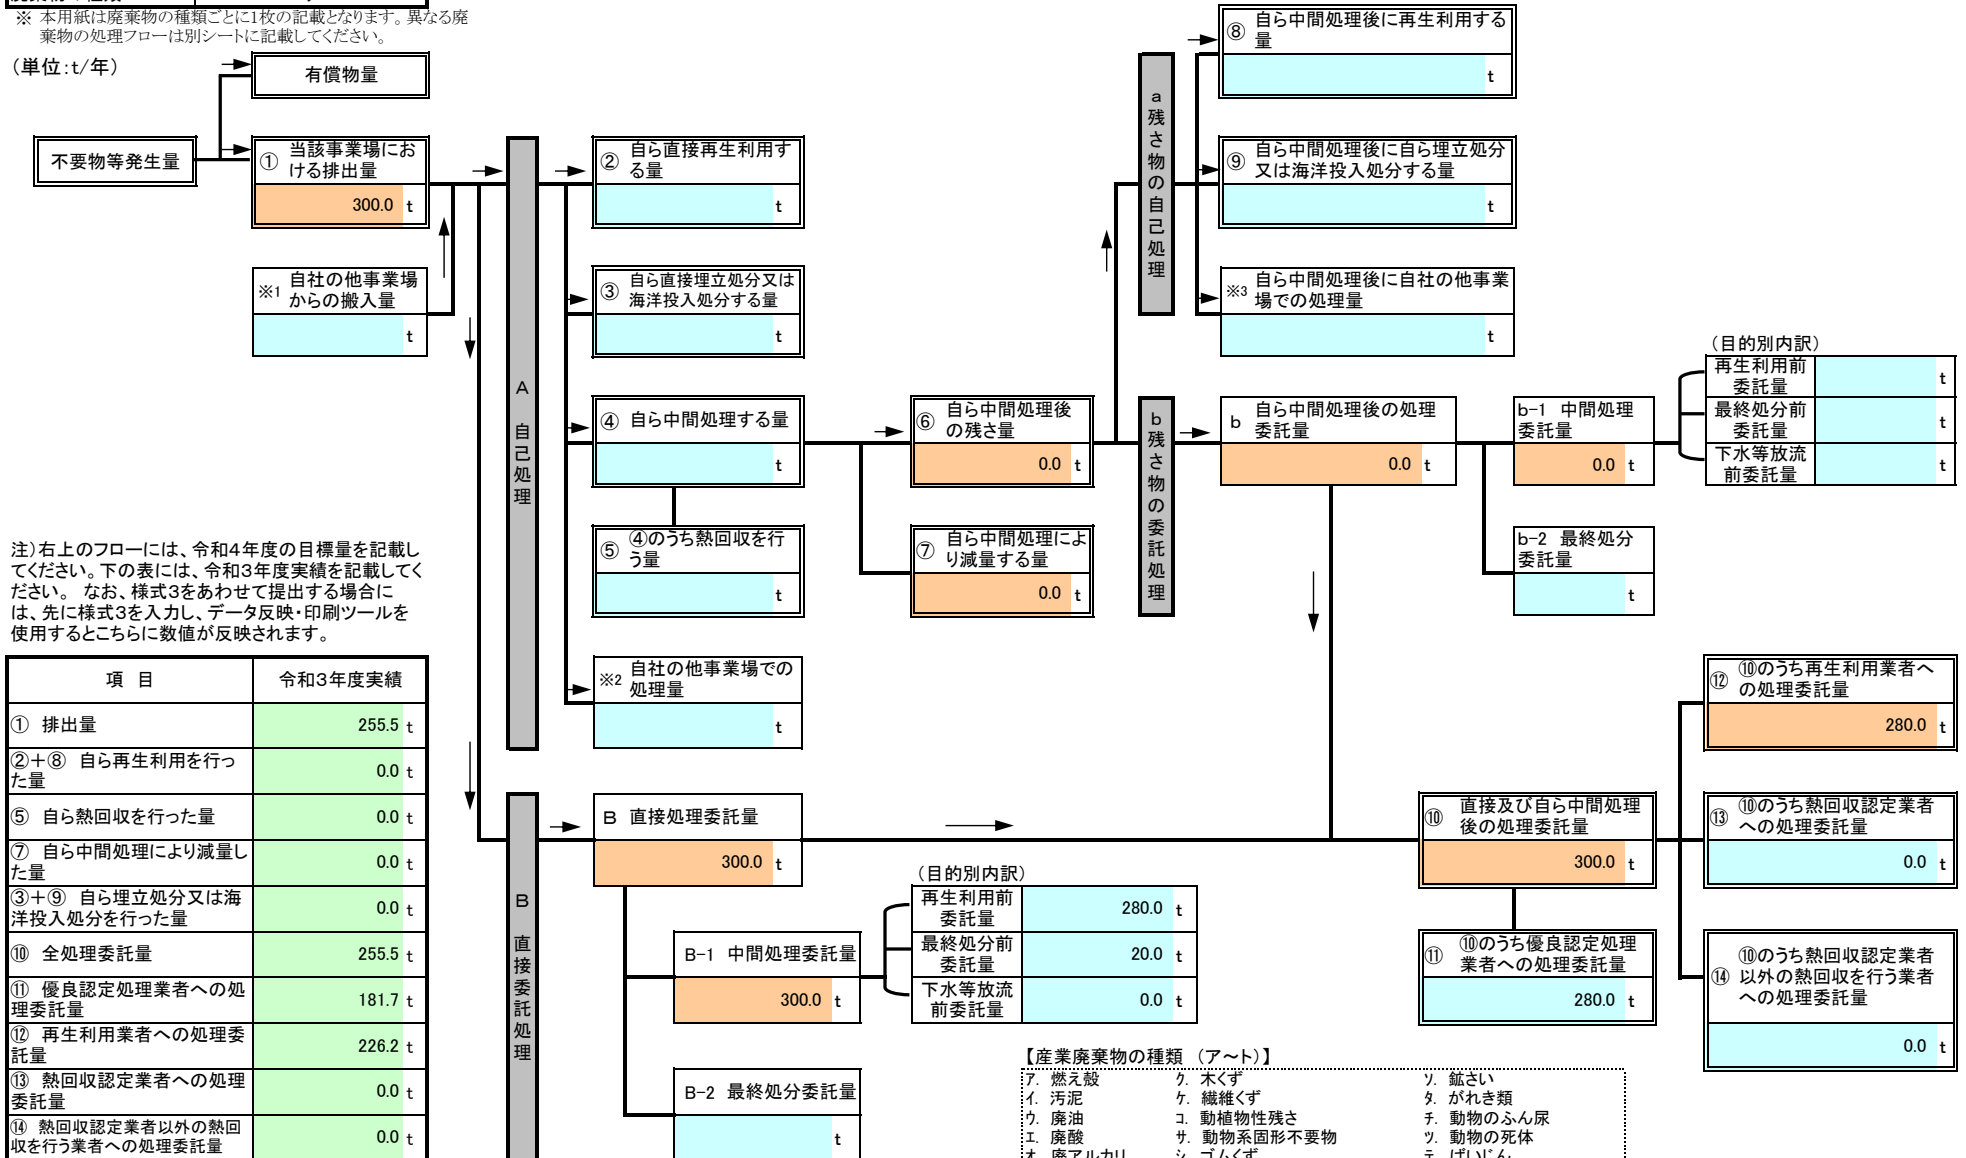 ※ 本用紙は廃棄物の種類ごとに1枚の記載となります。異なる廃
棄物の処理フローは別シートに記載してください。
(単位:t/年)
有償物量
不要物等発生量
① 当該事業場にお
ける排出量
300.0 t
※1 自社の他事業場
からの搬入量
t
A 自己処理
② 自ら直接再生利用す
る量
t
③ 自ら直接埋立処分又は
海洋投入処分する量
t
④ 自ら中間処理する量
t
⑤ ④のうち熱回収を行
う量
t
※2 自社の他事業場での
処理量
t
⑥ 自ら中間処理後
の残さ量
0.0 t
⑦ 自ら中間処理によ
り減量する量
0.0 t
a 残さ物の自己処理
⑧ 自ら中間処理後に再生利用する
量
t
⑨ 自ら中間処理後に自ら埋立処分
又は海洋投入処分する量
t
※3 自ら中間処理後に自社の他事業
場での処理量
t
b 残さ物の委託処理
b 自ら中間処理後の処理
委託量
0.0 t
b-1 中間処理
委託量
0.0 t
b-2 最終処分
委託量
t
(目的別内訳)
再生利用前
委託量
t
最終処分前
委託量
t
下水等放流
前委託量
t
注)右上のフローには、令和4年度の目標量を記載し
てください。下の表には、令和3年度実績を記載してく
ださい。 なお、様式3をあわせて提出する場合に
は、先に様式3を入力し、データ反映・印刷ツールを
使用するとこちらに数値が反映されます。
項 目 令和3年度実績
① 排出量 255.5 t
②+⑧ 自ら再生利用を行っ
た量
0.0 t
⑤ 自ら熱回収を行った量 0.0 t
⑦ 自ら中間処理により減量し
た量
0.0 t
③+⑨ 自ら埋立処分又は海
洋投入処分を行った量
0.0 t
⑩ 全処理委託量 255.5 t
⑪ 優良認定処理業者への処
理委託量
181.7 t
⑫ 再生利用業者への処理委
託量
226.2 t
⑬ 熱回収認定業者への処理
委託量
0.0 t
⑭ 熱回収認定業者以外の熱回
収を行う業者への処理委託量
0.0 t
B 直接委託処理
B 直接処理委託量
300.0 t
B-1 中間処理委託量
300.0 t
B-2 最終処分委託量
t
(目的別内訳)
再生利用前
委託量
280.0 t
最終処分前
委託量
20.0 t
下水等放流
前委託量
0.0 t
⑩ 直接及び自ら中間処理
後の処理委託量
300.0 t
⑪ ⑩のうち優良認定処理
業者への処理委託量
280.0 t
⑫ ⑩のうち再生利用業者へ
の処理委託量
280.0 t
⑬ ⑩のうち熱回収認定業者
への処理委託量
0.0 t
⑭ ⑩のうち熱回収認定業者
以外の熱回収を行う業者
への処理委託量
0.0 t
【産業廃棄物の種類 (ア~ト)】
ア. 燃え殻 ク. 木くず ソ. 鉱さい
イ. 汚泥 ケ. 繊維くず タ. がれき類
ウ. 廃油 コ. 動植物性残さ チ. 動物のふん尿
エ. 廃酸 サ. 動物系固形不要物 ツ. 動物の死体
オ. 廃アルカリ シ. ゴムくず テ. ばいじん